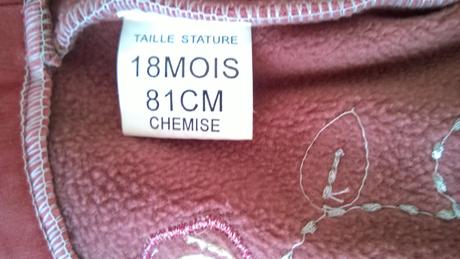 TAILLE STATURE
18MOIS
81CM
CHEMISE